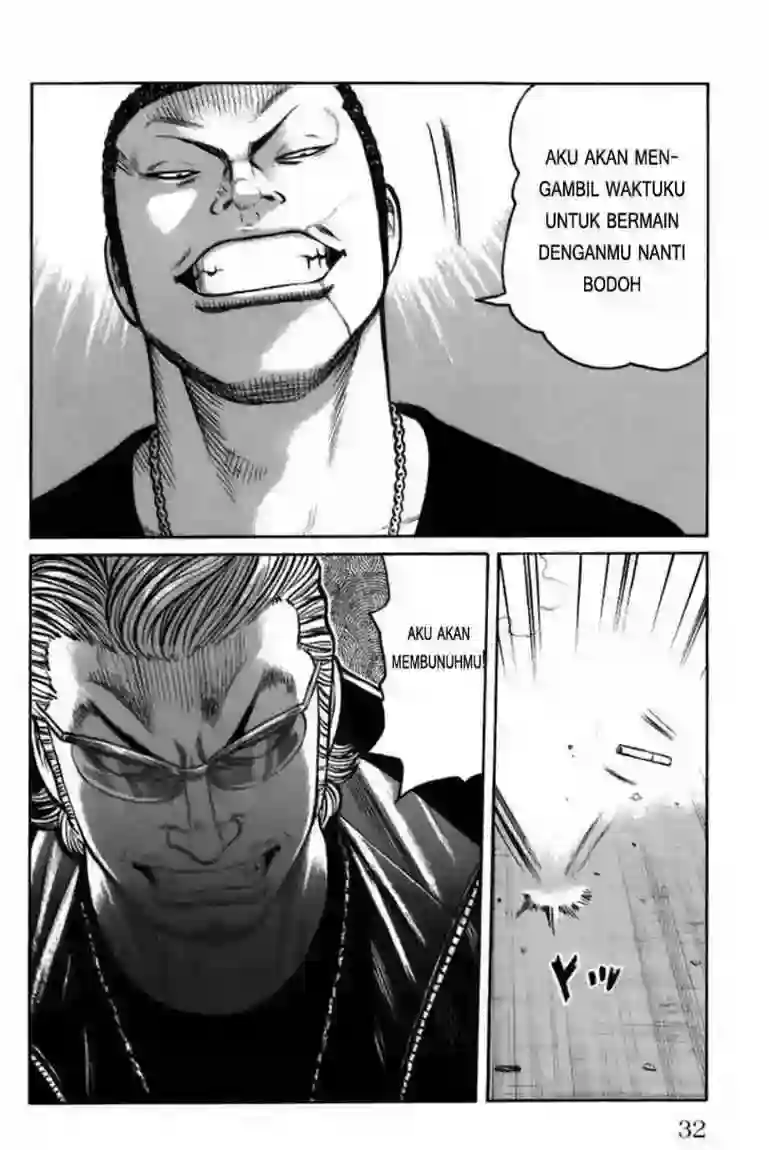 AKU AKAN MEN-
GAMBIL WAKTUKU
UNTUK BERMAIN
DENGANMU NANTI
BODOH
AKU AKAN
MEMBUNUHMU!
ドッ
32